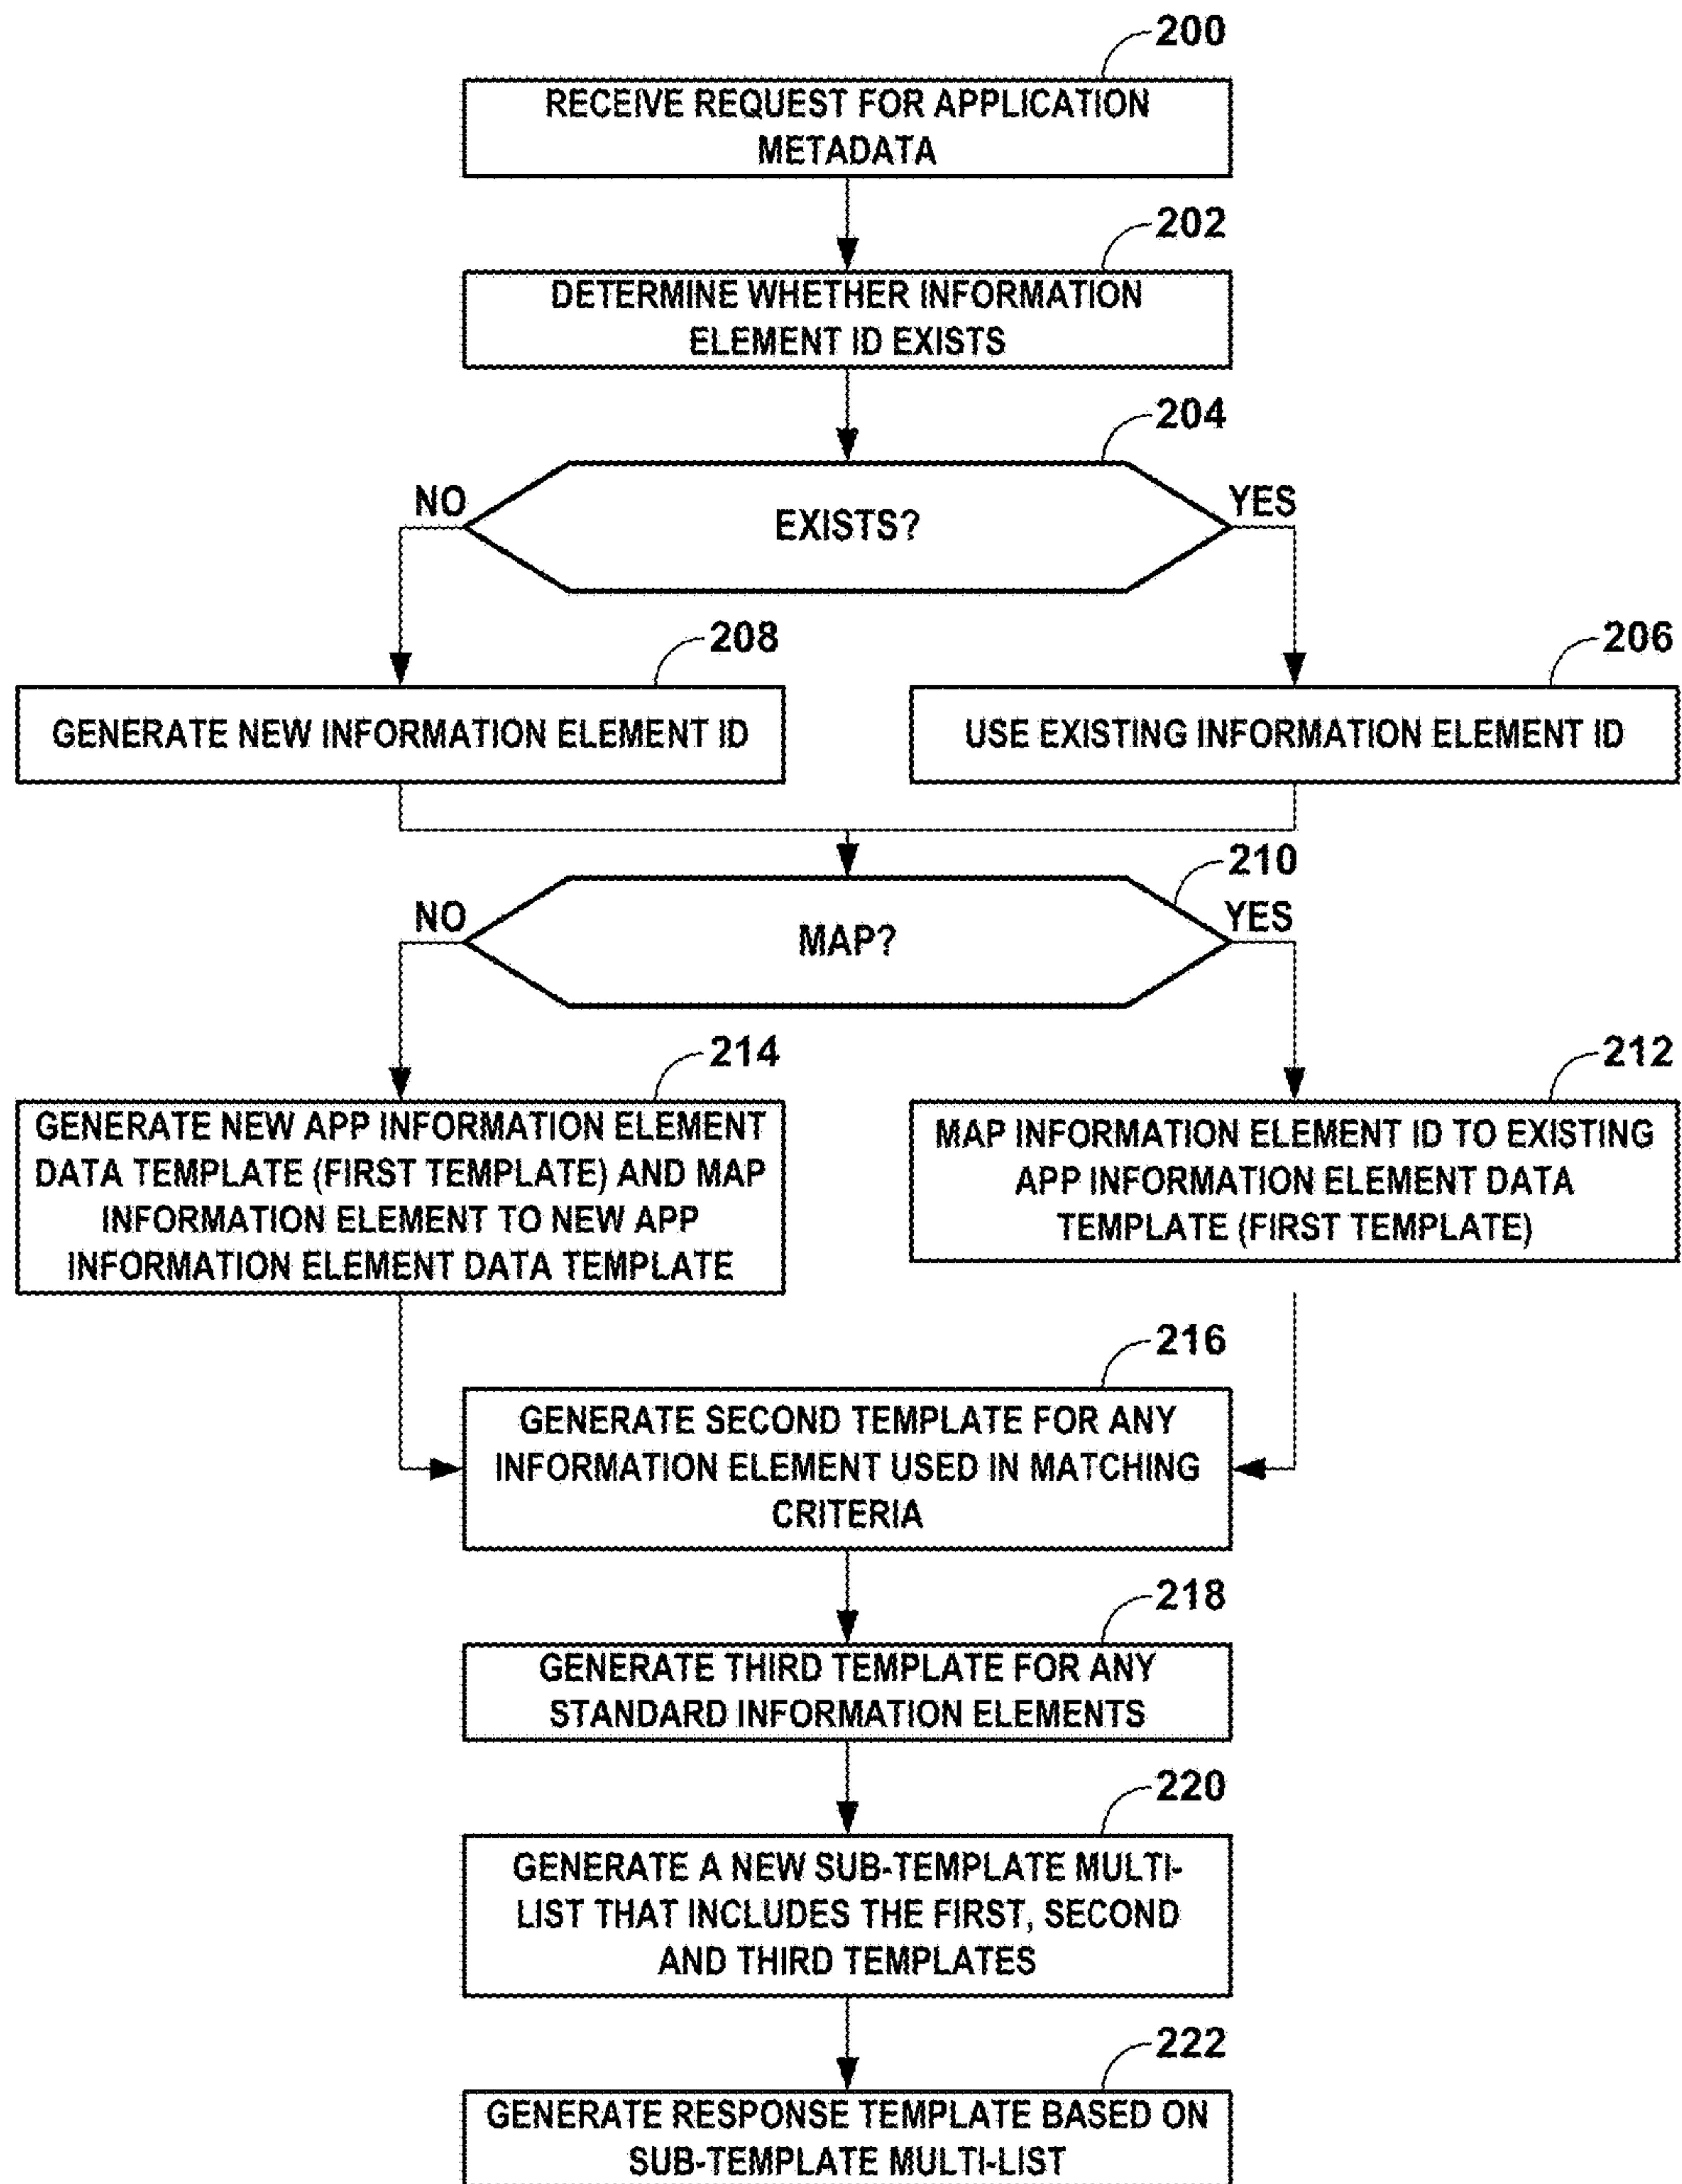 200
RECEIVE REQUEST FOR APPLICATION
METADATA
202
DETERMINE WHETHER INFORMATION
ELEMENT ID EXISTS
204
NO
EXISTS?
YES
208
GENERATE NEW INFORMATION ELEMENT ID
206
USE EXISTING INFORMATION ELEMENT ID
210
NO
MAP?
YES
214
GENERATE NEW APP INFORMATION ELEMENT
DATA TEMPLATE (FIRST TEMPLATE) AND MAP
INFORMATION ELEMENT TO NEW APP
INFORMATION ELEMENT DATA TEMPLATE
212
MAP INFORMATION ELEMENT ID TO EXISTING
APP INFORMATION ELEMENT DATA
TEMPLATE (FIRST TEMPLATE)
216
GENERATE SECOND TEMPLATE FOR ANY
INFORMATION ELEMENT USED IN MATCHING
CRITERIA
218
GENERATE THIRD TEMPLATE FOR ANY
STANDARD INFORMATION ELEMENTS
220
GENERATE A NEW SUB-TEMPLATE MULTI-
LIST THAT INCLUDES THE FIRST, SECOND
AND THIRD TEMPLATES
222
GENERATE RESPONSE TEMPLATE BASED ON
SUB-TEMPLATE MULTI-LIST